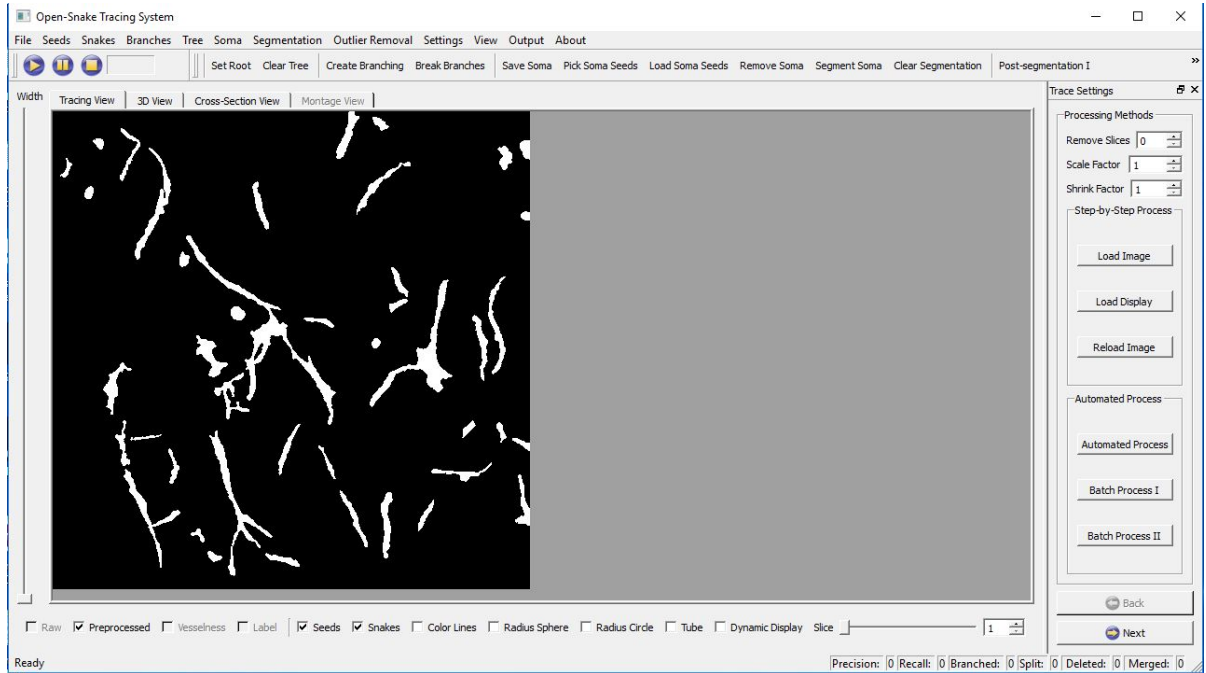 Open-Snake Tracing System
File Seeds Snakes Branches Tree Soma Segmentation Outlier Removal Settings View Output About
Set Root Clear Tree Create Branching Break Branches Save Soma Pick Soma Seeds Load Soma Seeds Remove Soma Segment Soma Clear Segmentation Post-segmentation I »
Width Tracing View 3D View Cross-Section View Montage View
Trace Settings
Processing Methods
Remove Slices 0
Scale Factor 1
Shrink Factor 1
Step-by-Step Process
Load Image
Load Display
Reload Image
Automated Process
Automated Process
Batch Process I
Batch Process II
Back
Next
Raw Preprocessed Vesselness Label Seeds Snakes Color Lines Radius Sphere Radius Circle Tube Dynamic Display Slice 1
Ready Precision: 0 Recall: 0 Branched: 0 Split: 0 Deleted: 0 Merged: 0